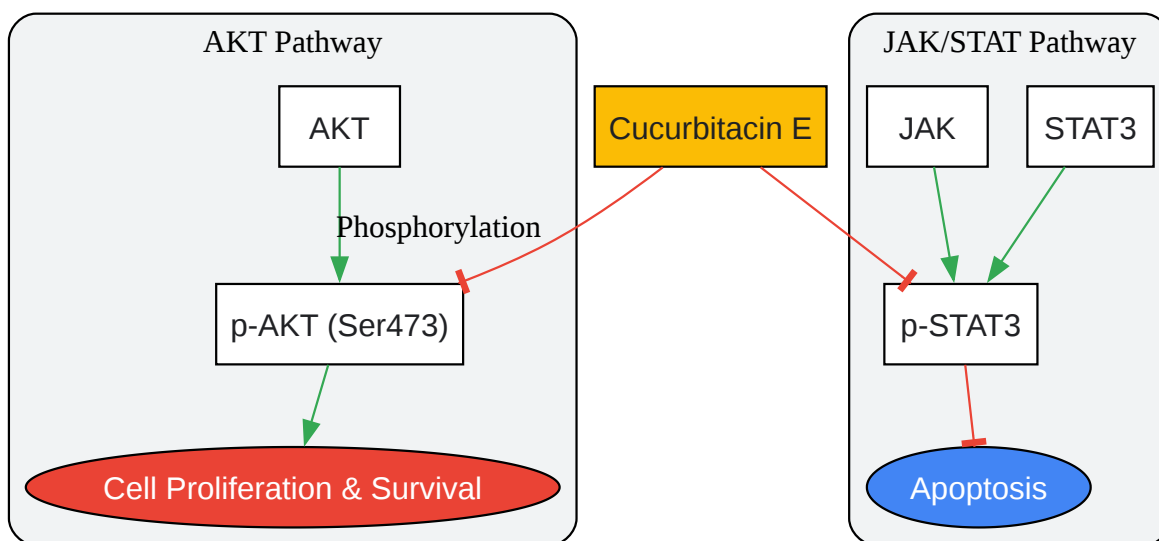 AKT Pathway
JAK/STAT Pathway
AKT
Cucurbitacin E
JAK
STAT3
Phosphorylation
p-AKT (Ser473)
p-STAT3
Cell Proliferation & Survival
Apoptosis